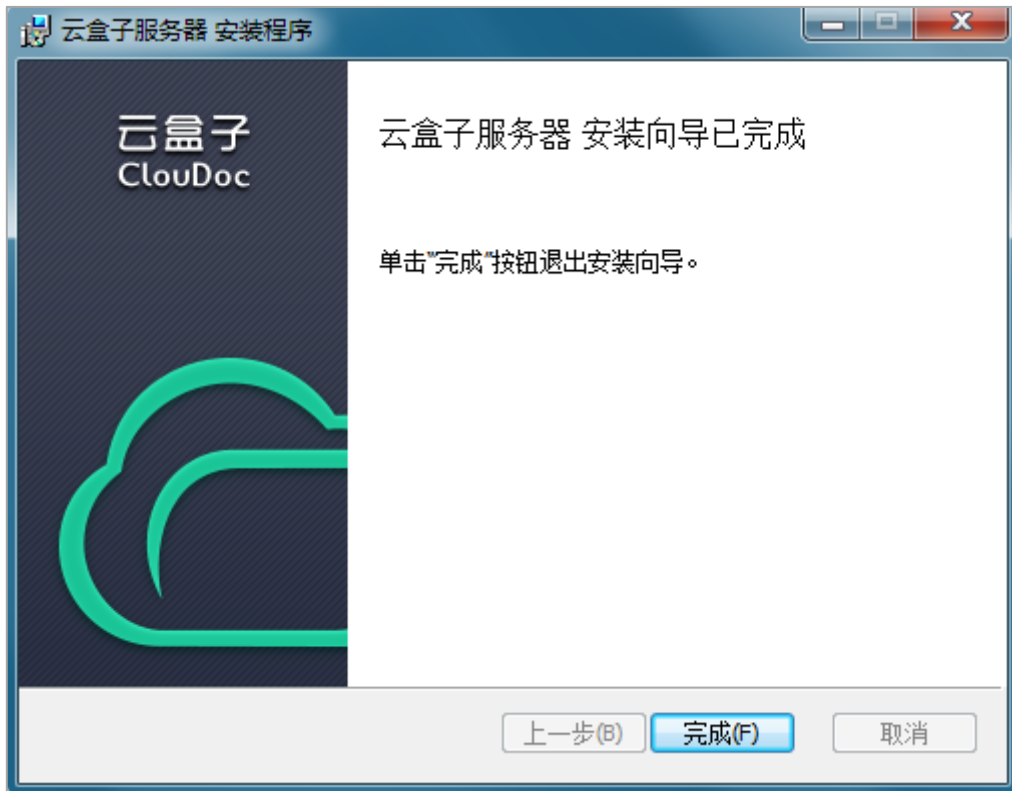 云盒子服务器 安装程序
云盒子
ClouDoc
云盒子服务器 安装向导已完成
单击"完成"按钮退出安装向导。
上一步(B)
完成(F)
取消